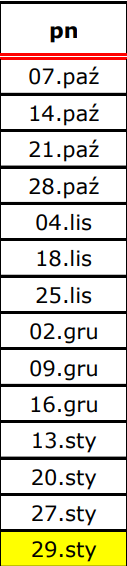 pn
07.paź
14.paź
21.paź
28.paź
04.lis
18.lis
25.lis
02.gru
09.gru
16.gru
13.sty
20.sty
27.sty
29.sty